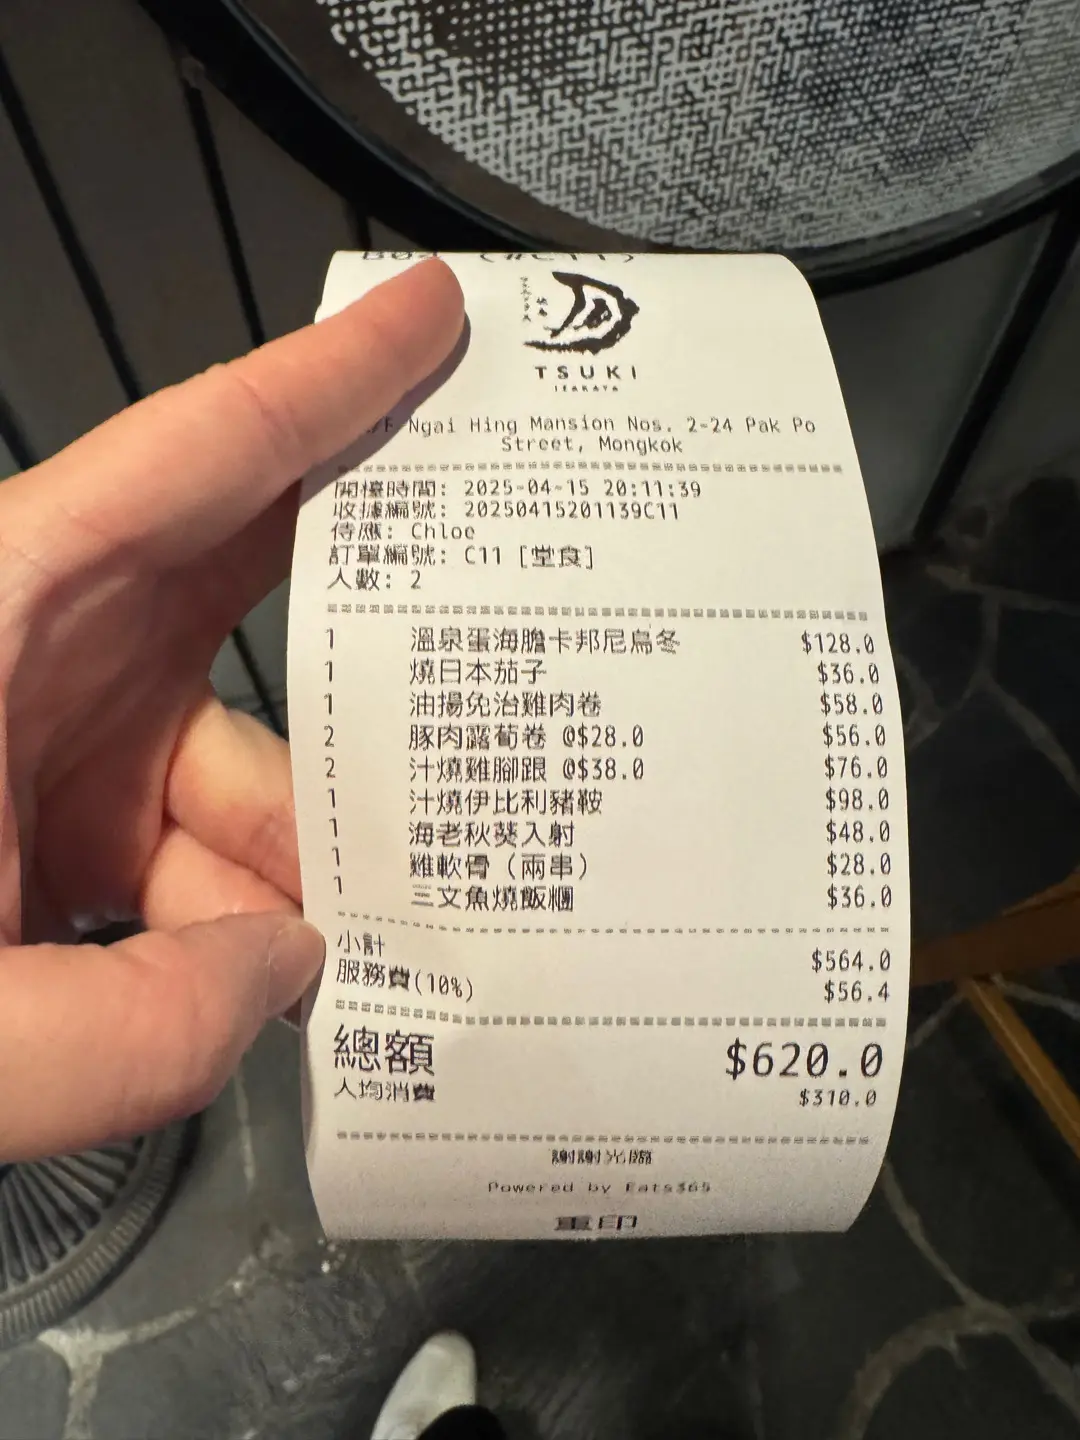 TSUKI
IZAKAYA
Ngai Hing Mansion Nos. 2-24 Pak Po
Street, Mongkok
開檯時間: 2025-04-15 20:11:39
收據編號: 20250415201139C11
侍應: Chloe
訂單編號: C11 [堂食]
人數: 2
1 溫泉蛋海膽卡邦尼烏冬 $128.0
1 燒日本茄子 $36.0
1 油揚免治雞肉卷 $58.0
2 豚肉露荀卷 @$28.0 $56.0
2 汁燒雞腳跟 @$38.0 $76.0
1 汁燒伊比利豬鞍 $98.0
1 海老秋葵入射 $48.0
1 雞軟骨 (兩串) $28.0
1 三文魚燒飯糰 $36.0
小計 $564.0
服務費(10%) $56.4
總額 $620.0
人均消費 $310.0
謝謝光臨
Powered by Eats365
重印